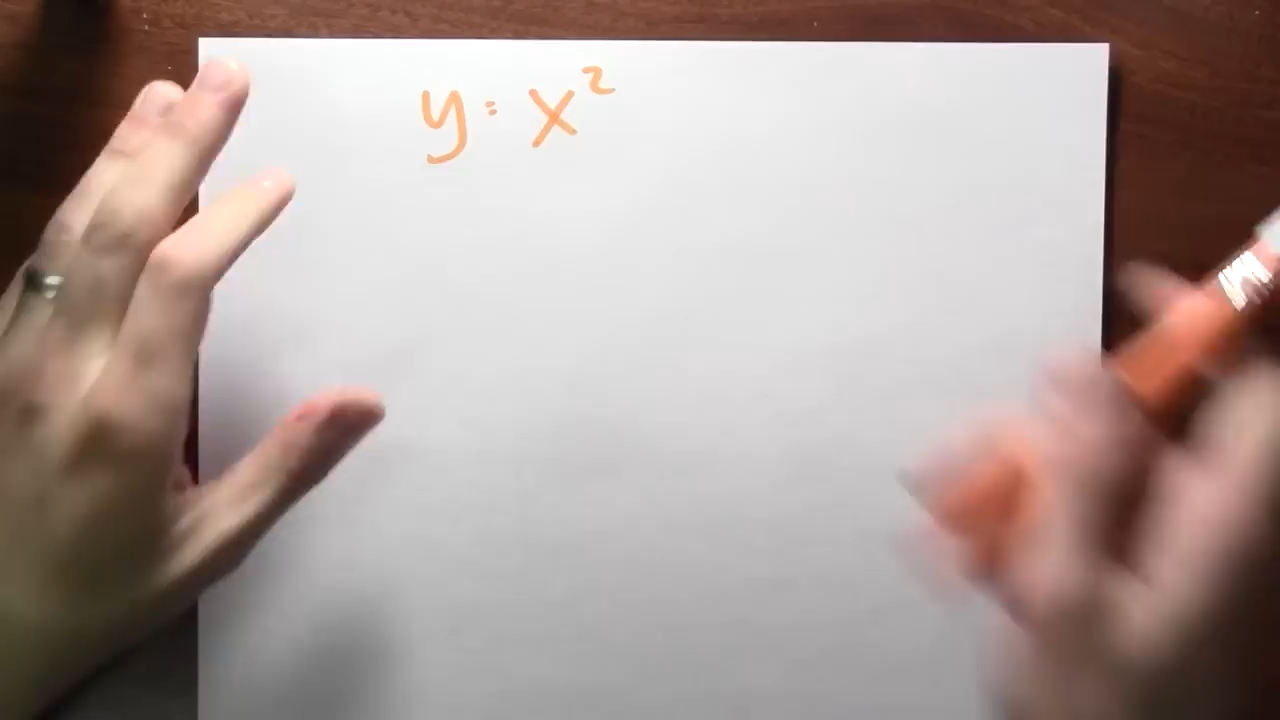 y = x²